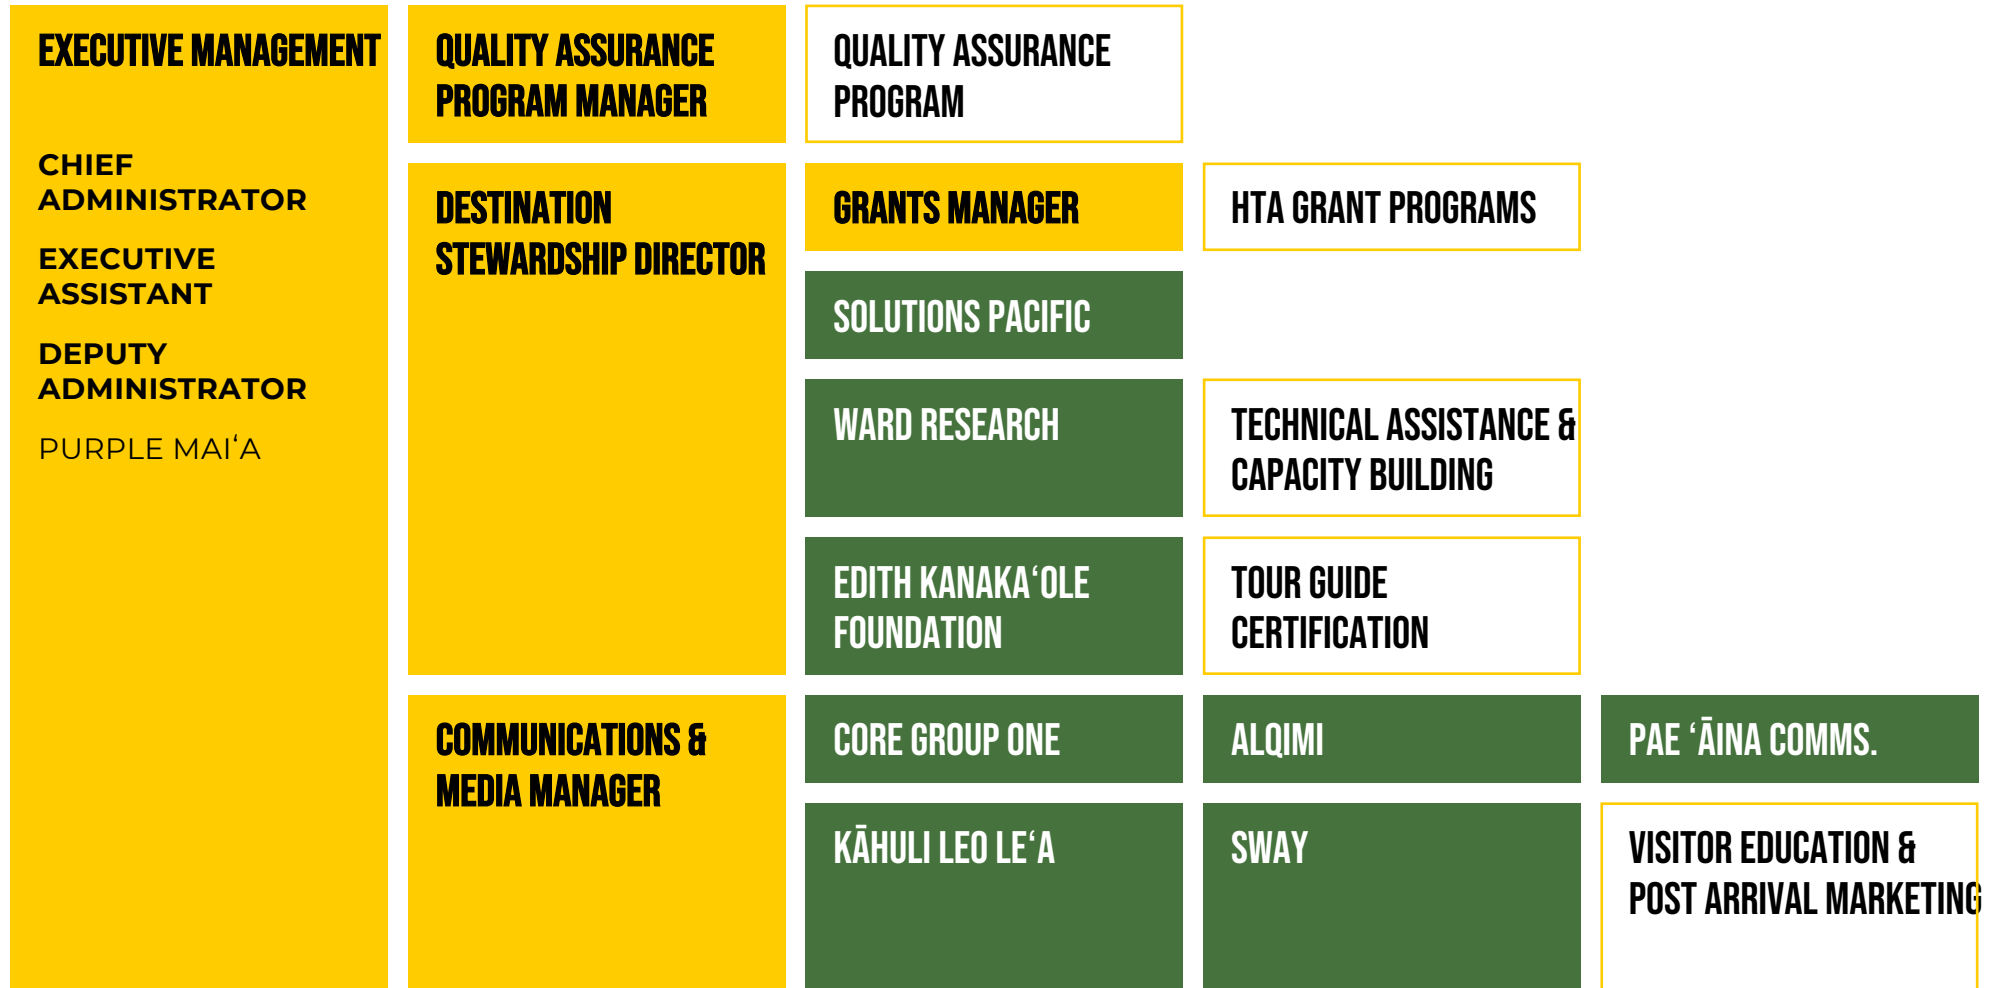 EXECUTIVE MANAGEMENT
CHIEF
ADMINISTRATOR
EXECUTIVE
ASSISTANT
DEPUTY
ADMINISTRATOR
PURPLE MAIʻA
QUALITY ASSURANCE
PROGRAM MANAGER
QUALITY ASSURANCE
PROGRAM
DESTINATION
STEWARDSHIP DIRECTOR
GRANTS MANAGER
HTA GRANT PROGRAMS
SOLUTIONS PACIFIC
WARD RESEARCH
TECHNICAL ASSISTANCE &
CAPACITY BUILDING
EDITH KANAKAʻOLE
FOUNDATION
TOUR GUIDE
CERTIFICATION
COMMUNICATIONS &
MEDIA MANAGER
CORE GROUP ONE
ALQIMI
PAE ʻĀINA COMMS.
KĀHULI LEO LEʻA
SWAY
VISITOR EDUCATION &
POST ARRIVAL MARKETING